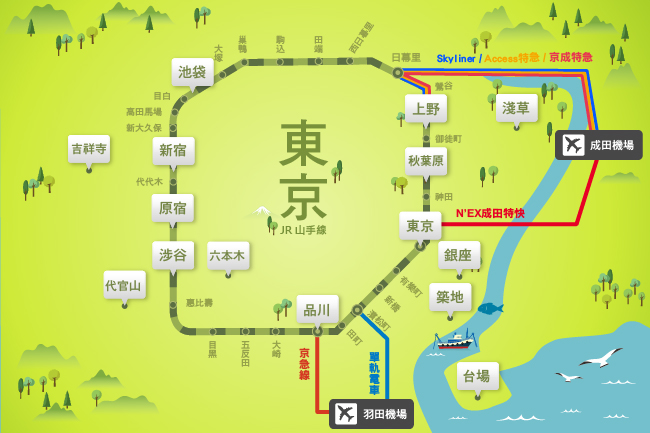 巢鴨
駒込
田端
西日暮里
大塚
日暮里
Skyliner / Access特急 / 京成特急
池袋
鶯谷
目白
上野
淺草
高田馬場
新大久保
御徒町
成田機場
吉祥寺
新宿
東京
秋葉原
代代木
神田
原宿
N'EX成田特快
JR 山手線
東京
涉谷
六本木
銀座
代官山
有樂町
築地
惠比壽
新橋
品川
濱松町
田町
目黑
五反田
大崎
京急線
單軌電車
台場
羽田機場